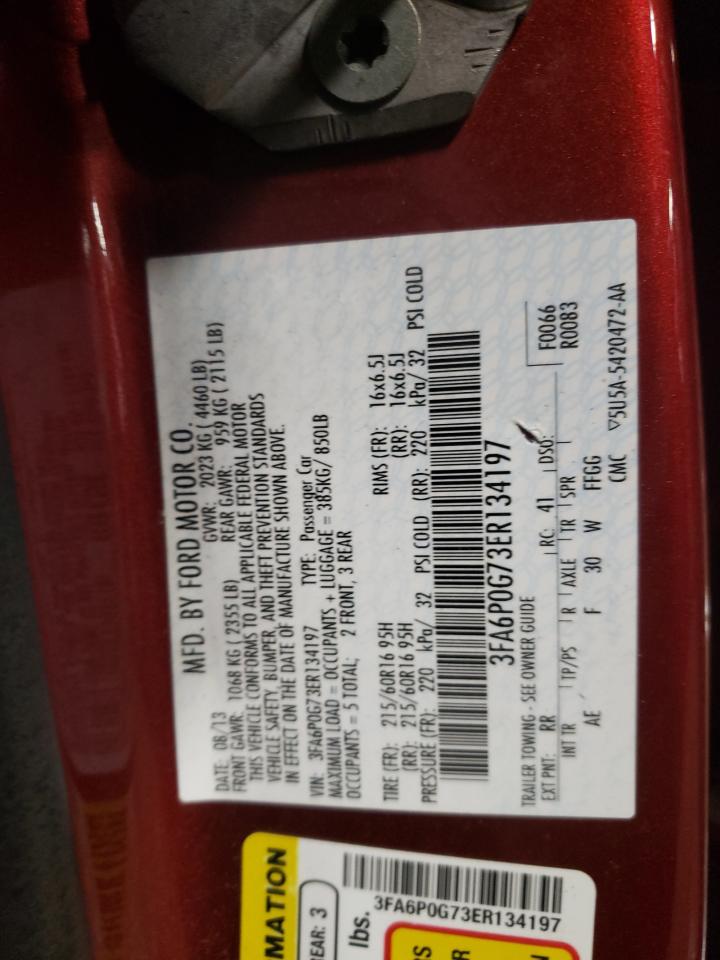 MFD. BY FORD MOTOR CO.
DATE: 08/13 GVWR: 2023 KG ( 4460 LB)
FRONT GAWR: 1068 KG ( 2355 LB) REAR GAWR: 959 KG ( 2115 LB)
THIS VEHICLE CONFORMS TO ALL APPLICABLE FEDERAL MOTOR
VEHICLE SAFETY, BUMPER, AND THEFT PREVENTION STANDARDS
IN EFFECT ON THE DATE OF MANUFACTURE SHOWN ABOVE.
VIN: 3FA6P0G73ER134197 TYPE: Passenger Car
MAXIMUM LOAD = OCCUPANTS + LUGGAGE = 385KG/ 850LB
OCCUPANTS = 5 TOTAL; 2 FRONT, 3 REAR
TIRE (FR): 215/60R16 95H RIMS (FR): 16x6.5J
(RR): 215/60R16 95H (RR): 16x6.5J
PRESSURE (FR): 220 kPa/ 32 PSI COLD (RR): 220 kPa/ 32 PSI COLD
3FA6P0G73ER134197
TRAILER TOWING - SEE OWNER GUIDE
EXT PNT: RR RC: 41 DSO: F0066
R0083
INT TR TP/PS R AXLE TR SPR
AE F 30 W FFGG
CMC ▽5U5A-5420472-AA
MATION
EAR: 3
lbs.
3FA6P0G73ER134197
RS
R
N